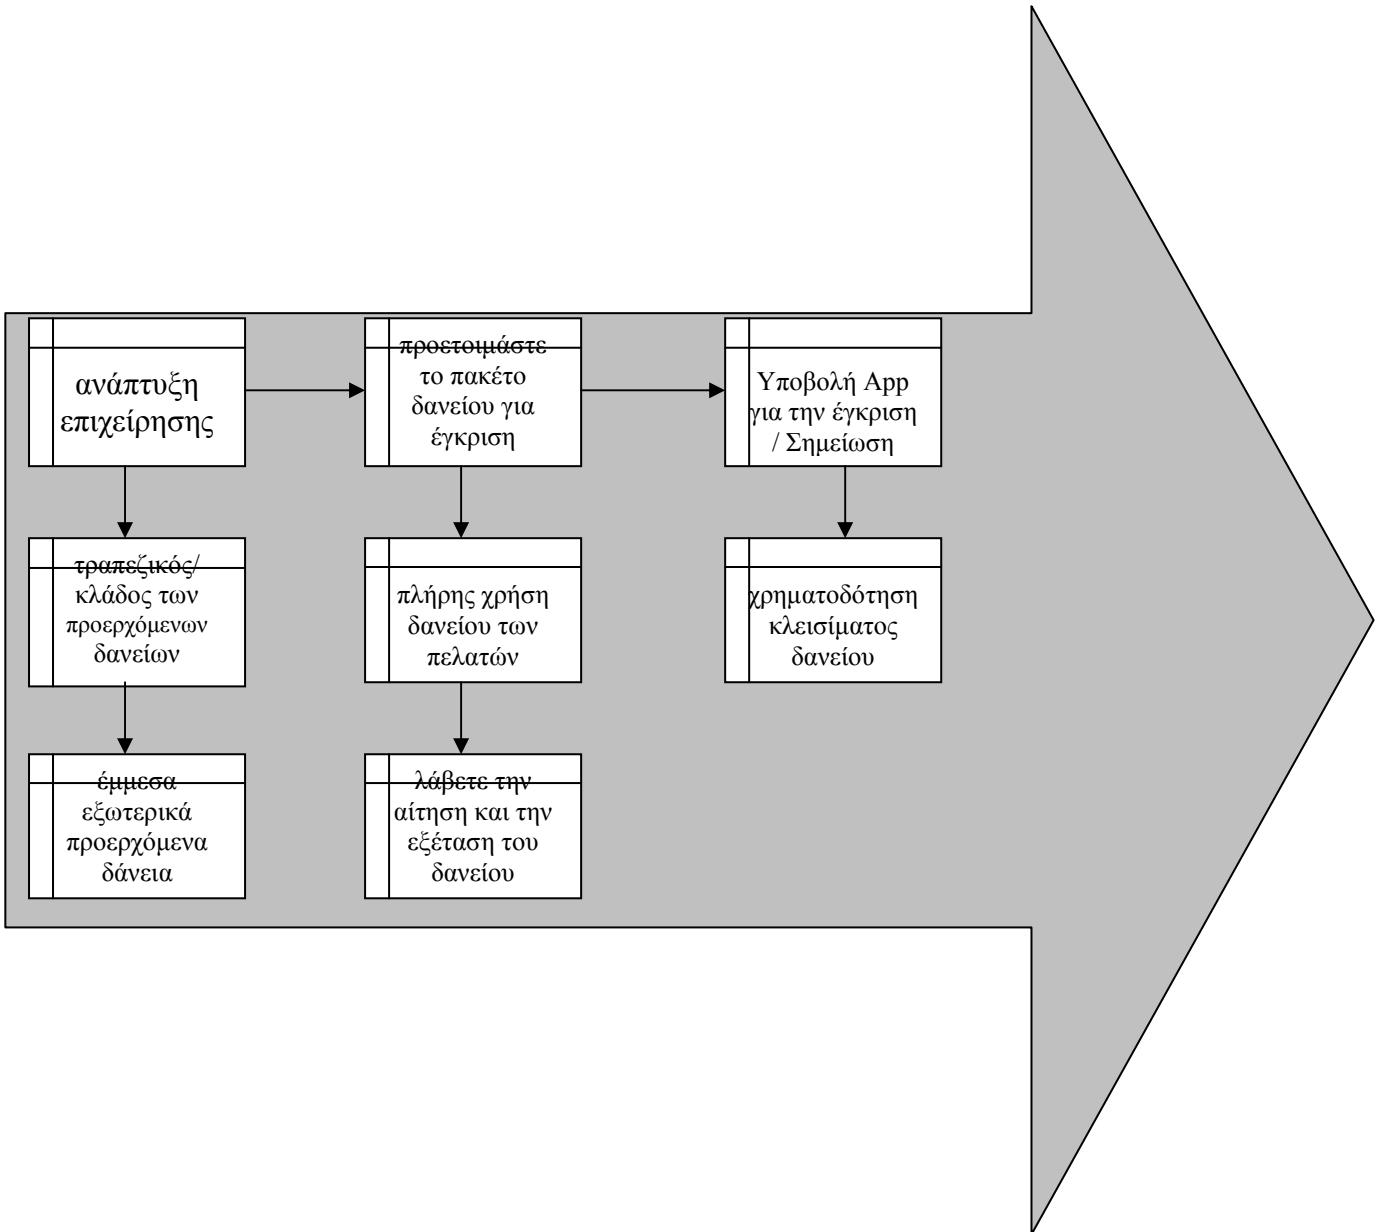 ανάπτυξη
επιχείρησης
προετοιμάστε
το πακέτο
δανείου για
έγκριση
Υποβολή App
για την έγκριση
/ Σημείωση
τραπεζικός/
κλάδος των
προερχόμενων
δανείων
πλήρης χρήση
δανείου των
πελατών
χρηματοδότηση
κλεισίματος
δανείου
έμμεσα
εξωτερικά
προερχόμενα
δάνεια
λάβετε την
αίτηση και την
εξέταση του
δανείου